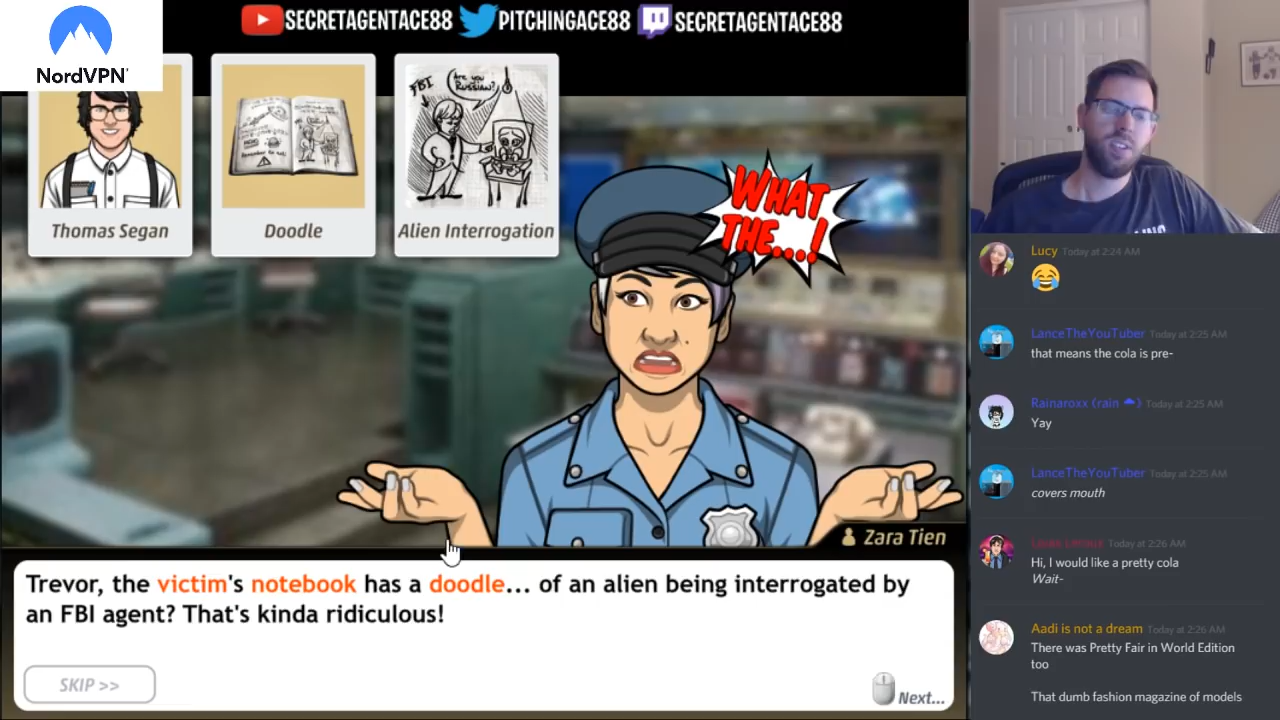 SECRETAGENTACE88
PITCHINGACE88
SECRETAGENTACE88
NordVPN
Thomas Segan
Doodle
FBI
Are you
Russian?
Alien Interrogation
WHAT
THE...!
Zara Tien
Trevor, the victim's notebook has a doodle... of an alien being interrogated by
an FBI agent? That's kinda ridiculous!
SKIP >>
Next...
Lucy Today at 2:24 AM
LanceTheYouTuber Today at 2:25 AM
that means the cola is pre-
Rainaroxx (rain ☁) Today at 2:25 AM
Yay
LanceTheYouTuber Today at 2:25 AM
covers mouth
Today at 2:26 AM
Hi, I would like a pretty cola
Wait-
Aadi is not a dream Today at 2:26 AM
There was Pretty Fair in World Edition
too
That dumb fashion magazine of models